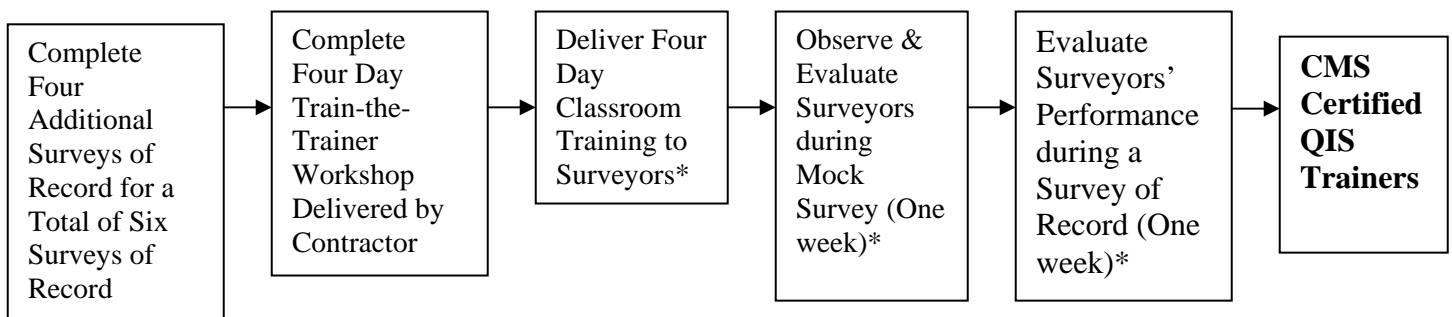 Complete
Four
Additional
Surveys of
Record for a
Total of Six
Surveys of
Record
Complete
Four Day
Train-the-
Trainer
Workshop
Delivered by
Contractor
Deliver Four
Day
Classroom
Training to
Surveyors*
Observe &
Evaluate
Surveyors
during
Mock
Survey (One
week)*
Evaluate
Surveyors’
Performance
during a
Survey of
Record (One
week)*
CMS
Certified
QIS
Trainers